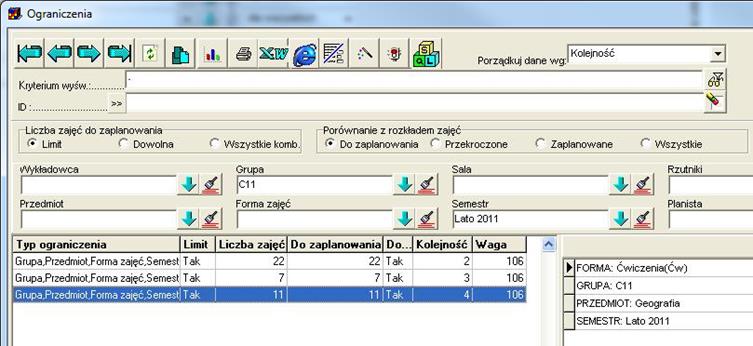 Ograniczenia
XW
S
QL
Porządkuj dane wg: Kolejność
Kryterium wyśw.:............ -
ID :........................ >>
Liczba zajęć do zaplanowania
Limit Dowolna Wszystkie komb.
Porównanie z rozkładem zajęć
Do zaplanowania Przekroczone Zaplanowane Wszystkie
Wykładowca Grupa Sala Rzutniki
C11
Przedmiot Forma zajęć Semestr Planista
Lato 2011
Typ ograniczenia Limit Liczba zajęć Do zaplanowania Do... Kolejność Waga
Grupa,Przedmiot,Forma zajęć,Semest Tak 22 22 Tak 2 106
Grupa,Przedmiot,Forma zajęć,Semest Tak 7 7 Tak 3 106
Grupa,Przedmiot,Forma zajęć,Semest Tak 11 11 Tak 4 106
FORMA: Ćwiczenia(Ćw)
GRUPA: C11
PRZEDMIOT: Geografia
SEMESTR: Lato 2011